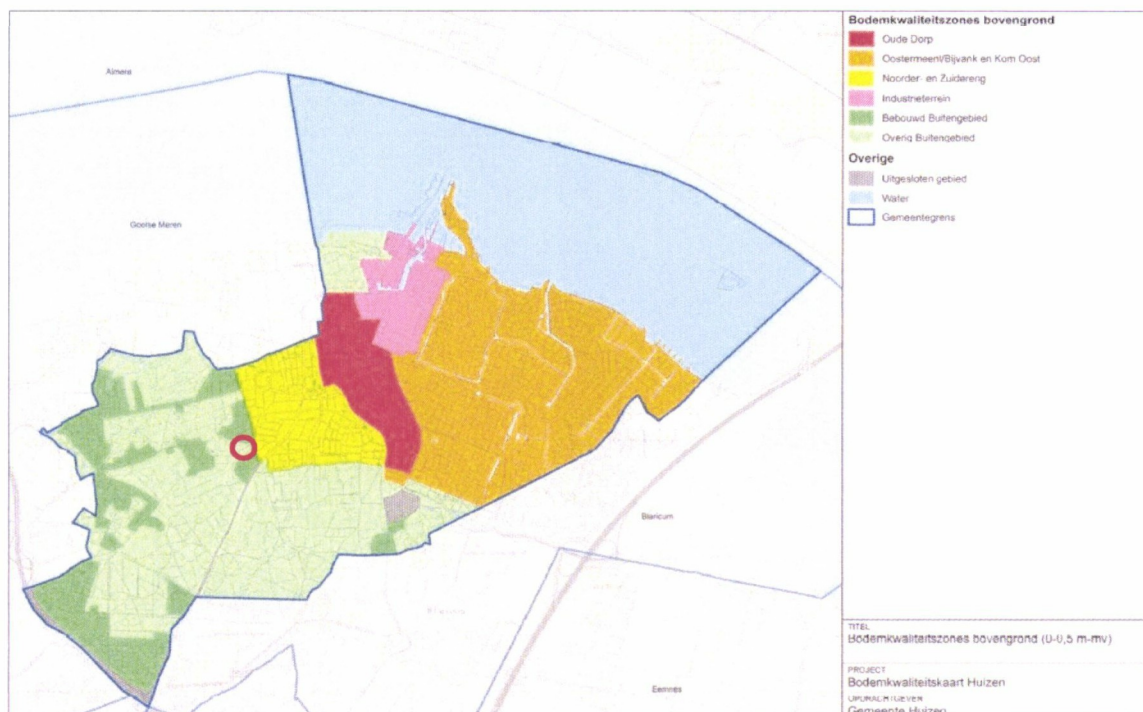 Bodemkwaliteitszones bovengrond
Oude Dorp
Oostermeent/Bijvank en Kom Oost
Noorder- en Zuidereng
Industrieterrein
Bebouwd Buitengebied
Overig Buitengebied
Overige
Uitgesloten gebied
Water
Gemeentegrens
Almere
Gooise Meren
Blaricum
Eemnes
TITEL
Bodemkwaliteitszones bovengrond (0-0,5 m-mv)
PROJECT
Bodemkwaliteitskaart Huizen
OPDRACHTGEVER
Gemeente Huizen